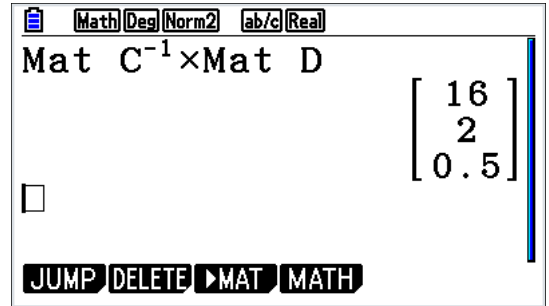 Math Deg Norm2 ab/c Real
Mat C⁻¹×Mat D
16
2
0.5
JUMP DELETE ▶MAT MATH